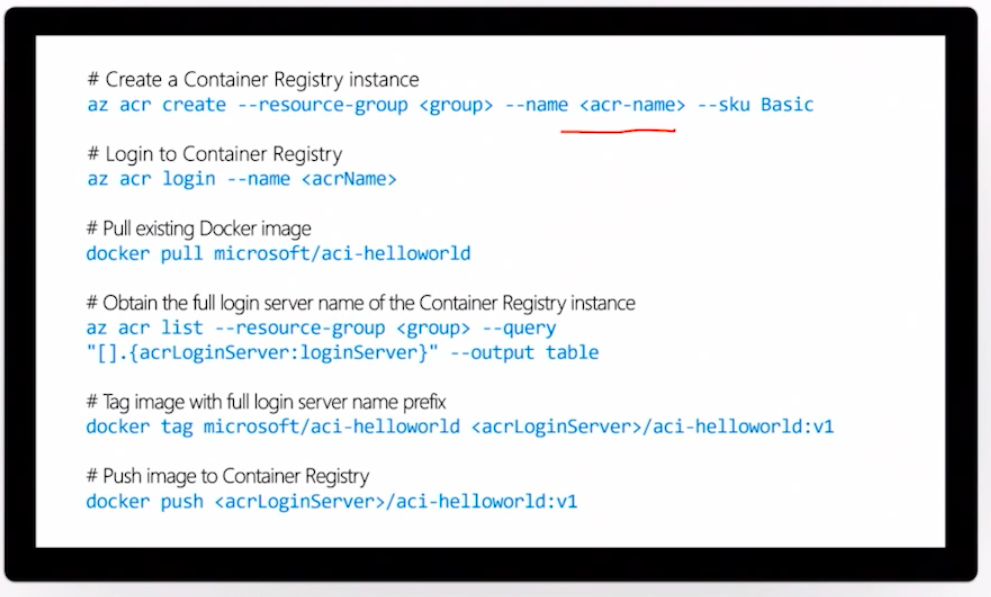 # Create a Container Registry instance
az acr create --resource-group <group> --name <acr-name> --sku Basic
# Login to Container Registry
az acr login --name <acrName>
# Pull existing Docker image
docker pull microsoft/aci-helloworld
# Obtain the full login server name of the Container Registry instance
az acr list --resource-group <group> --query
"[].{acrLoginServer:loginServer}" --output table
# Tag image with full login server name prefix
docker tag microsoft/aci-helloworld <acrLoginServer>/aci-helloworld:v1
# Push image to Container Registry
docker push <acrLoginServer>/aci-helloworld:v1